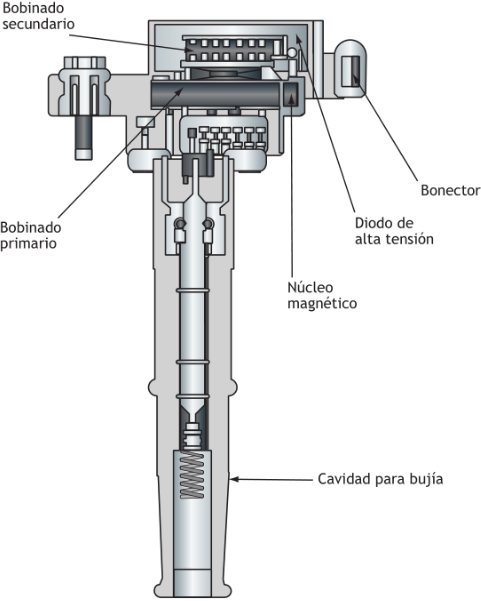 Bobinado
secundario
Bonector
Bobinado
primario
Diodo de
alta tensión
Núcleo
magnético
Cavidad para bujía